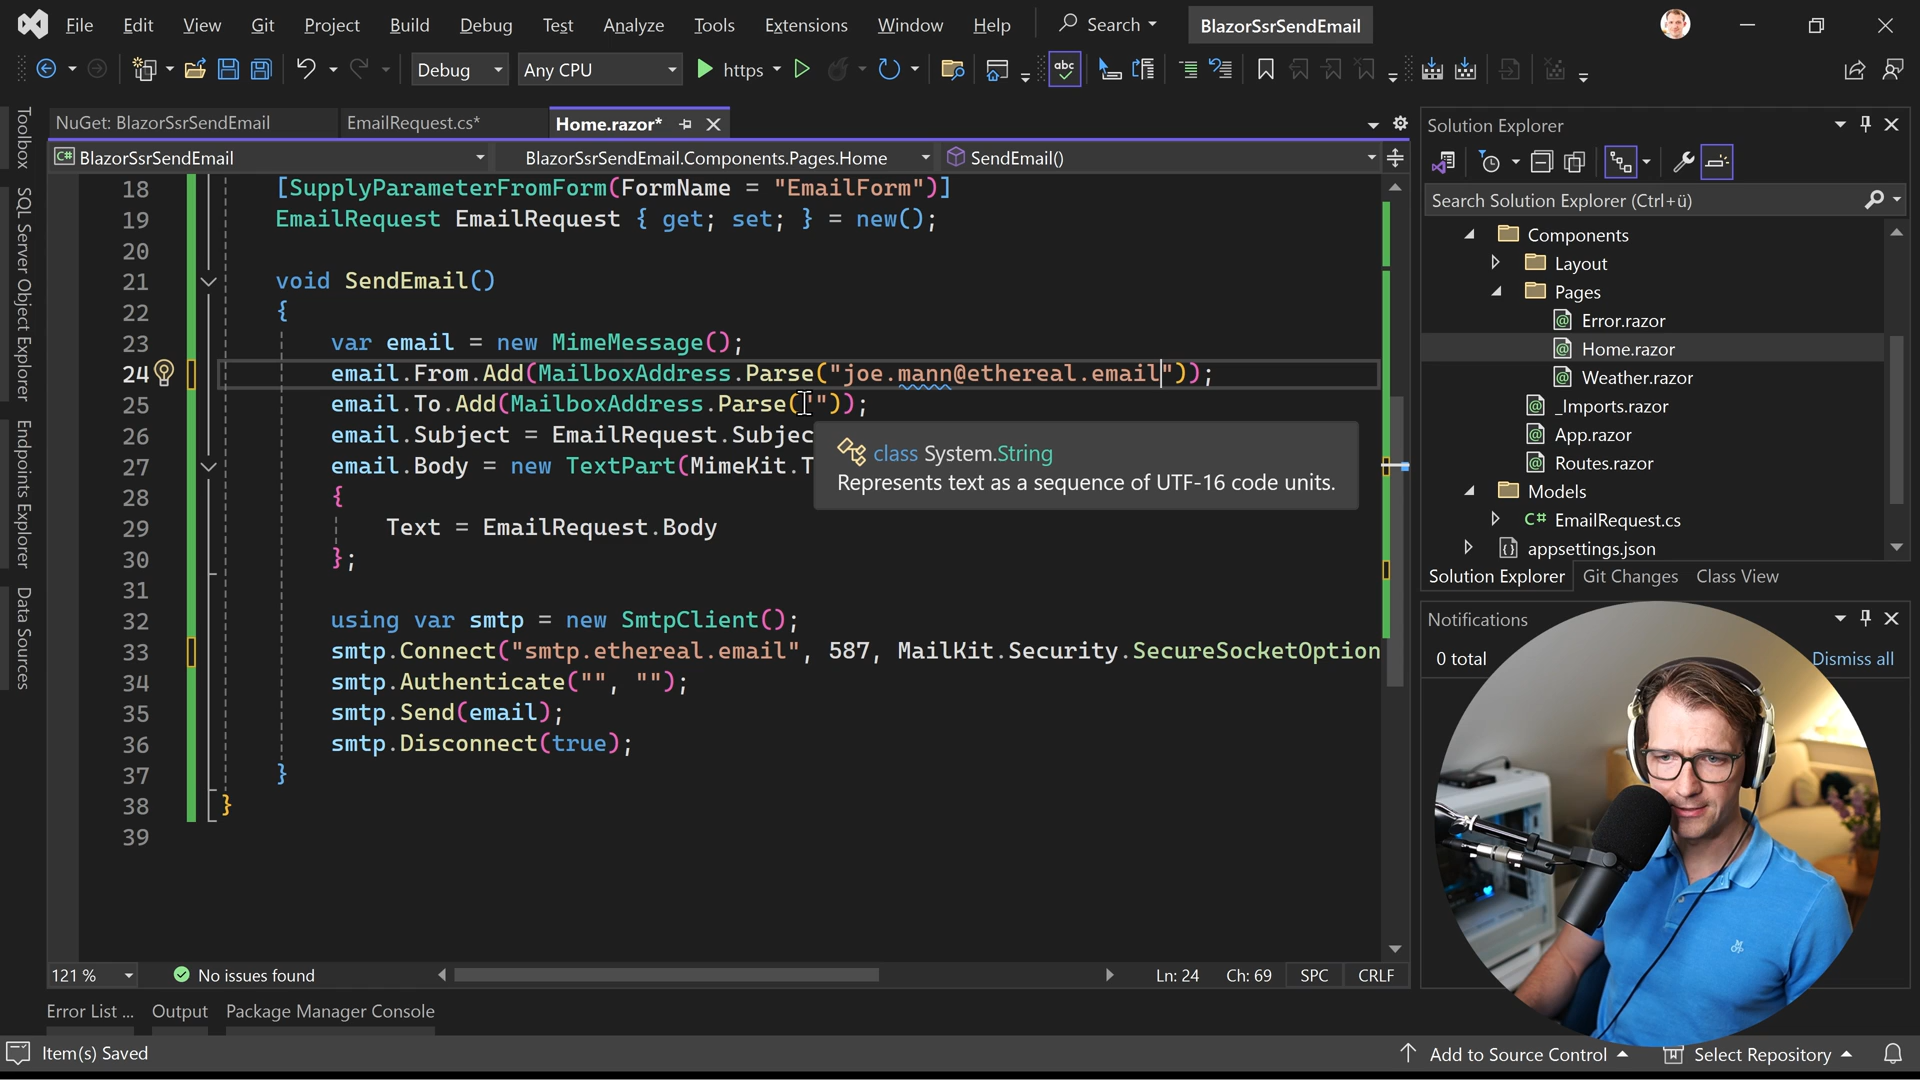 File Edit View Git Project Build Debug Test Analyze Tools Extensions Window Help Search BlazorSsrSendEmail
Debug Any CPU https abc
NuGet: BlazorSsrSendEmail EmailRequest.cs* Home.razor*
C# BlazorSsrSendEmail BlazorSsrSendEmail.Components.Pages.Home SendEmail()
Toolbox
SQL Server Object Explorer
Endpoints Explorer
Data Sources
18 [SupplyParameterFromForm(FormName = "EmailForm")]
19 EmailRequest EmailRequest { get; set; } = new();
20
21 void SendEmail()
22 {
23 var email = new MimeMessage();
24 email.From.Add(MailboxAddress.Parse("joe.mann@ethereal.email"));
25 email.To.Add(MailboxAddress.Parse(""));
26 email.Subject = EmailRequest.Subjec
27 email.Body = new TextPart(MimeKit.T
28 {
29 Text = EmailRequest.Body
30 };
31
32 using var smtp = new SmtpClient();
33 smtp.Connect("smtp.ethereal.email", 587, MailKit.Security.SecureSocketOption
34 smtp.Authenticate("", "");
35 smtp.Send(email);
36 smtp.Disconnect(true);
37 }
38 }
39
class System.String
Represents text as a sequence of UTF-16 code units.
121 % No issues found Ln: 24 Ch: 69 SPC CRLF
Error List ... Output Package Manager Console
Item(s) Saved Add to Source Control Select Repository
Solution Explorer
Search Solution Explorer (Ctrl+ü)
Components
Layout
Pages
Error.razor
Home.razor
Weather.razor
_Imports.razor
App.razor
Routes.razor
Models
C# EmailRequest.cs
appsettings.json
Solution Explorer Git Changes Class View
Notifications
0 total Dismiss all